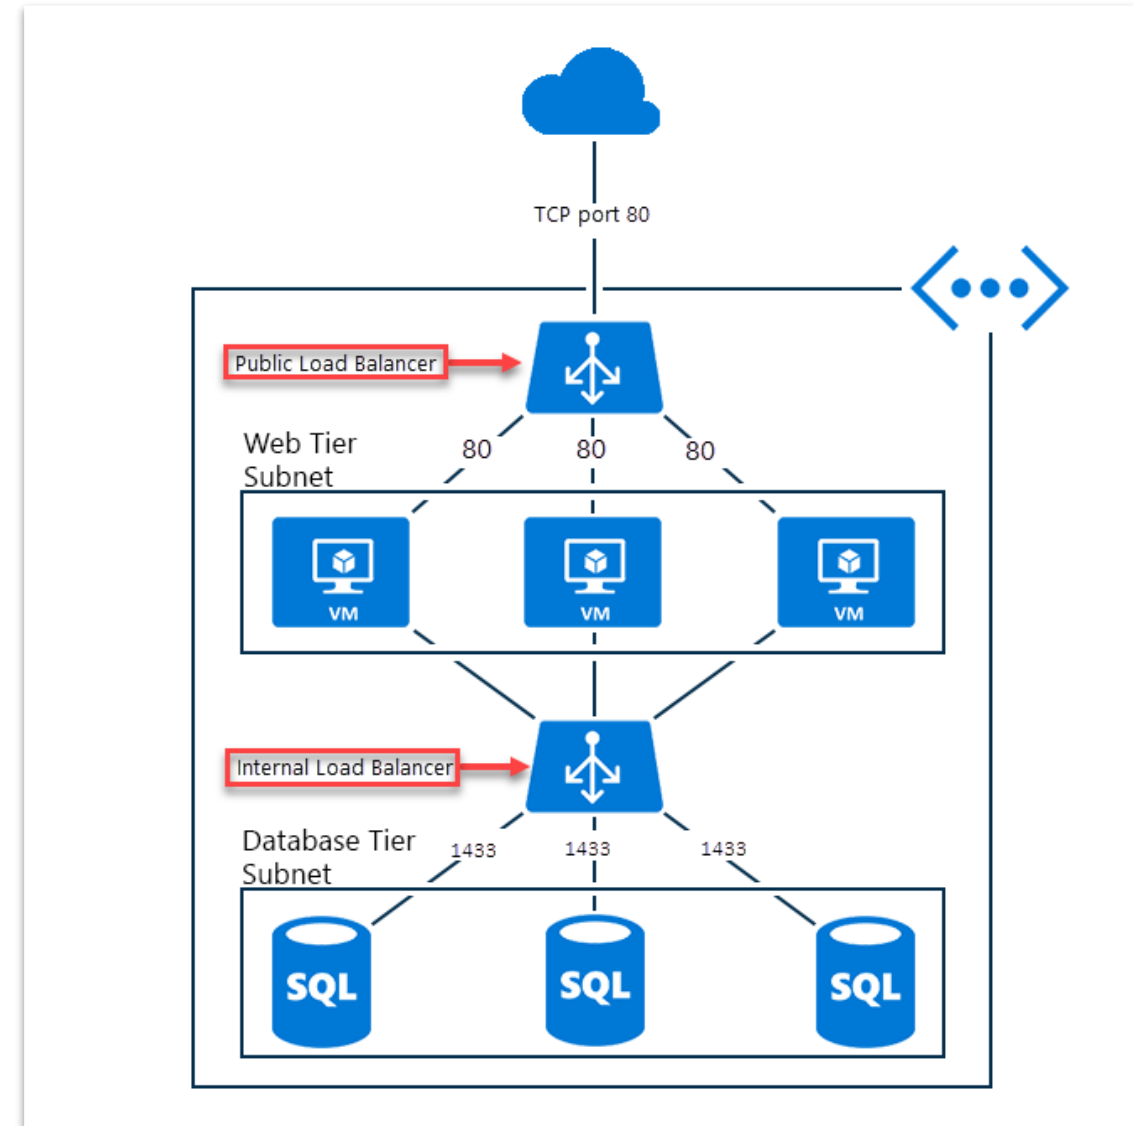 TCP port 80
Public Load Balancer
Web Tier
Subnet
80
80
80
VM
VM
VM
Internal Load Balancer
Database Tier
Subnet
1433
1433
1433
SQL
SQL
SQL